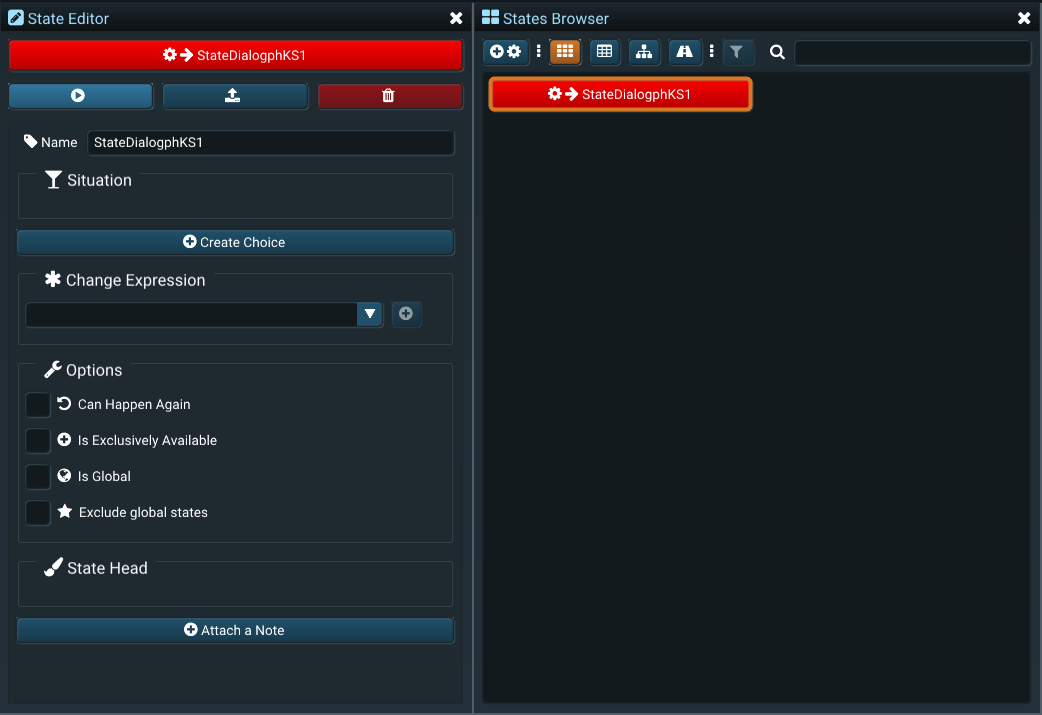 State Editor
StateDialogphKS1
Name
StateDialogphKS1
Situation
Create Choice
Change Expression
Options
Can Happen Again
Is Exclusively Available
Is Global
Exclude global states
State Head
Attach a Note
States Browser
StateDialogphKS1